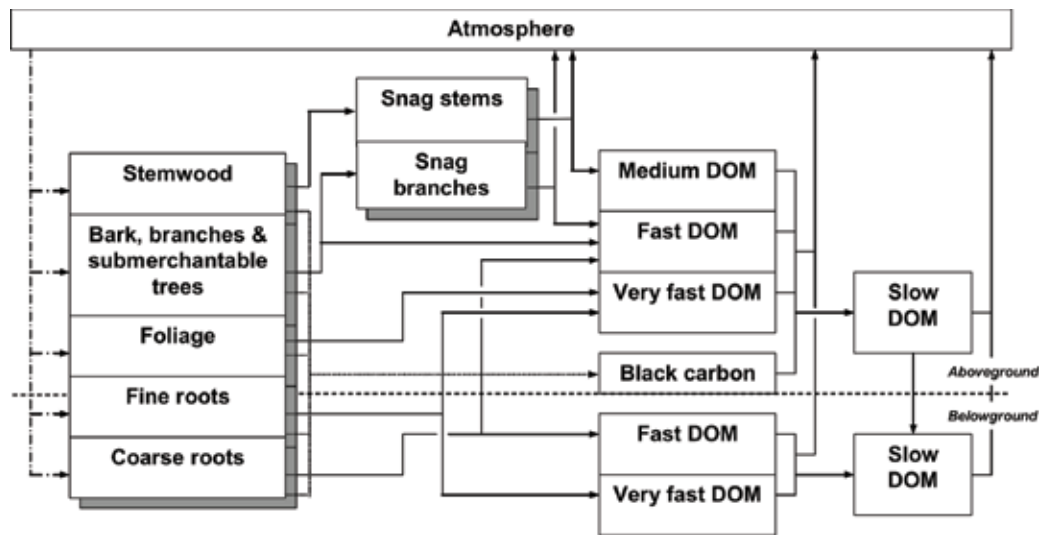 Atmosphere
Snag stems
Snag
branches
Stemwood
Bark, branches &
submerchantable
trees
Foliage
Fine roots
Coarse roots
Medium DOM
Fast DOM
Very fast DOM
Black carbon
Fast DOM
Very fast DOM
Slow
DOM
Aboveground
Belowground
Slow
DOM